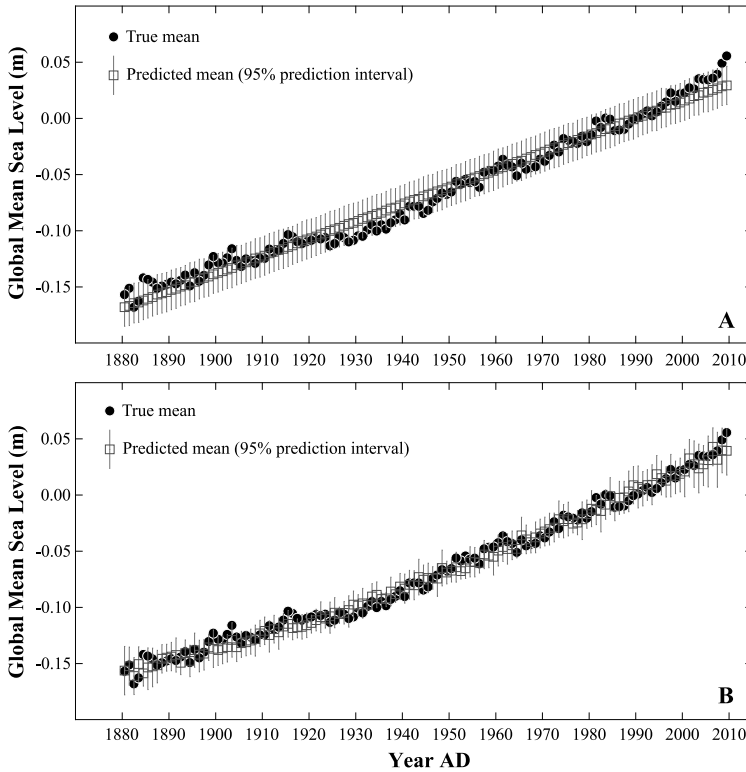 0.05
0.00
-0.05
-0.10
-0.15
Global Mean Sea Level (m)
True mean
Predicted mean (95% prediction interval)
A
1880 1890 1900 1910 1920 1930 1940 1950 1960 1970 1980 1990 2000 2010
0.05
0.00
-0.05
-0.10
-0.15
Global Mean Sea Level (m)
True mean
Predicted mean (95% prediction interval)
B
1880 1890 1900 1910 1920 1930 1940 1950 1960 1970 1980 1990 2000 2010
Year AD